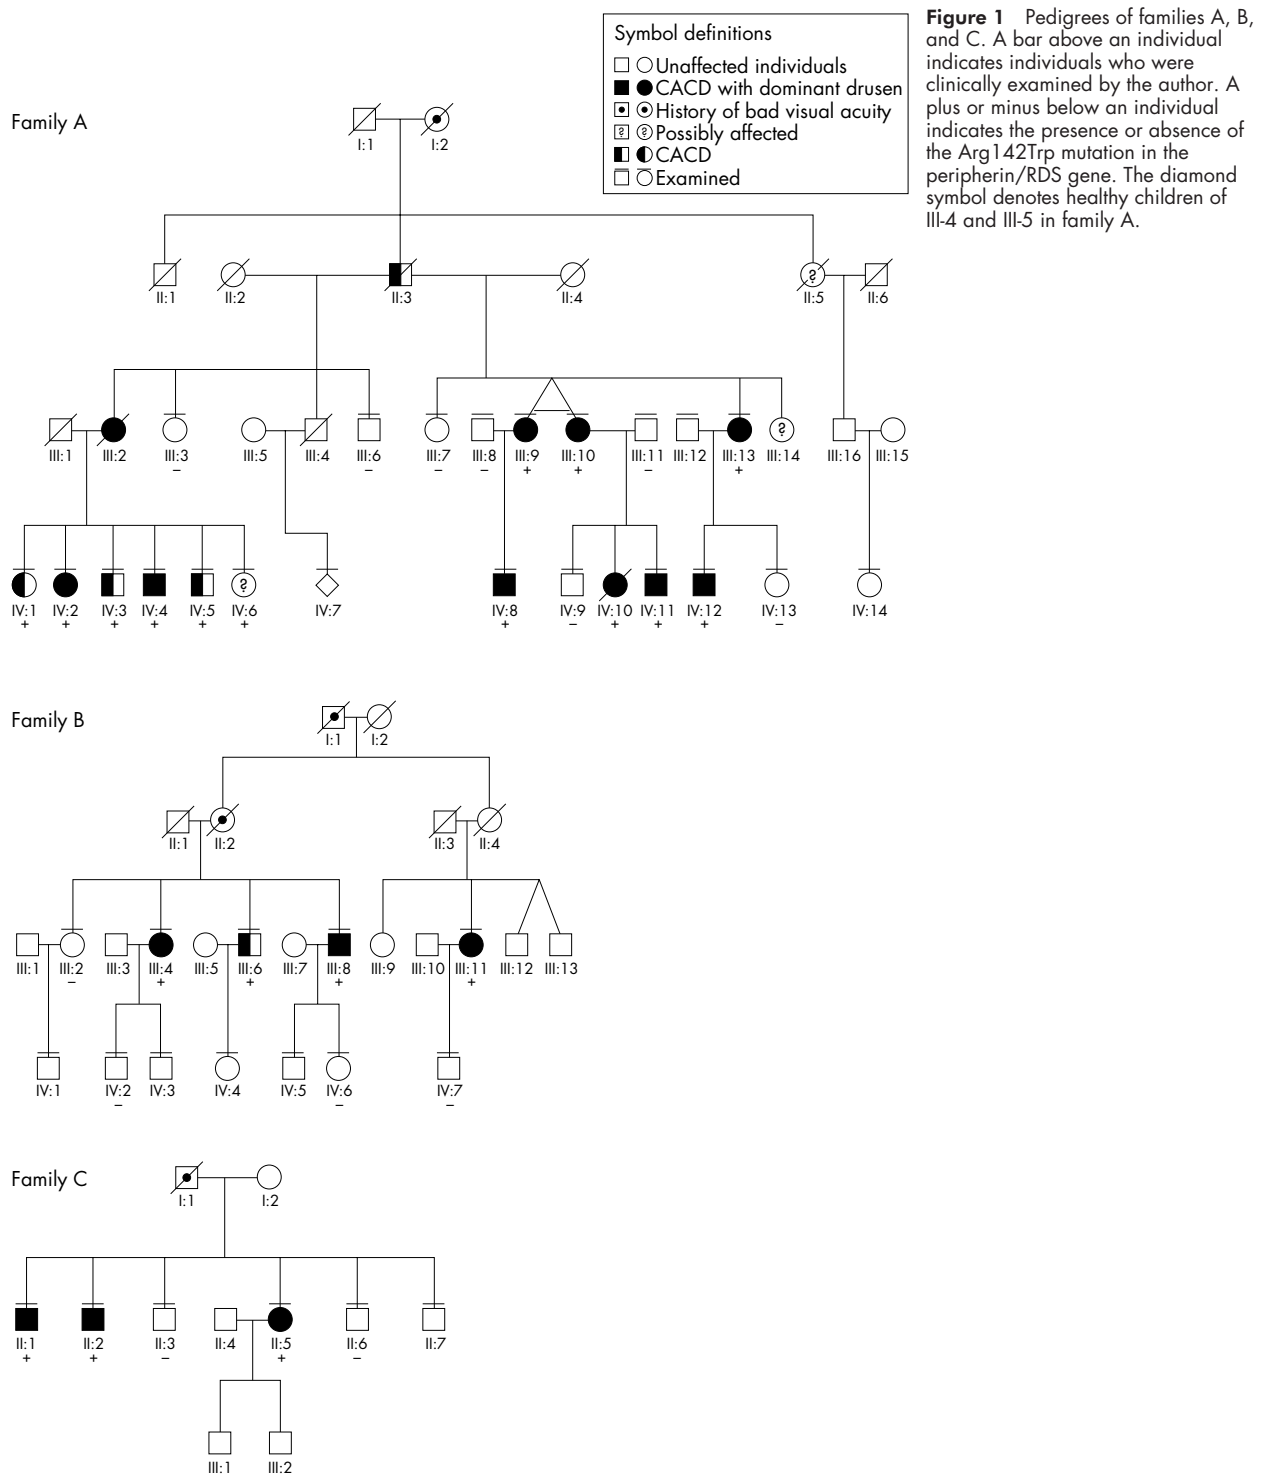 Symbol definitions
Unaffected individuals
CACD with dominant drusen
History of bad visual acuity
? ? Possibly affected
CACD
Examined
Figure 1 Pedigrees of families A, B,
and C. A bar above an individual
indicates individuals who were
clinically examined by the author. A
plus or minus below an individual
indicates the presence or absence of
the Arg142Trp mutation in the
peripherin/RDS gene. The diamond
symbol denotes healthy children of
III-4 and III-5 in family A.
Family A
I:1 I:2
?
II:1 II:2 II:3 II:4 II:5 II:6
?
III:1 III:2 III:3 III:4 III:5 III:6 III:7 III:8 III:9 III:10 III:11 III:12 III:13 III:14 III:16 III:15
– – – – + + – +
?
IV:1 IV:2 IV:3 IV:4 IV:5 IV:6 IV:7 IV:8 IV:9 IV:10 IV:11 IV:12 IV:13 IV:14
+ + + + + + + – + + + –
Family B
I:1 I:2
II:1 II:2 II:3 II:4
III:1 III:2 III:3 III:4 III:5 III:6 III:7 III:8 III:9 III:10 III:11 III:12 III:13
– + + + +
IV:1 IV:2 IV:3 IV:4 IV:5 IV:6 IV:7
– – –
Family C
I:1 I:2
II:1 II:2 II:3 II:4 II:5 II:6 II:7
+ + – + –
III:1 III:2